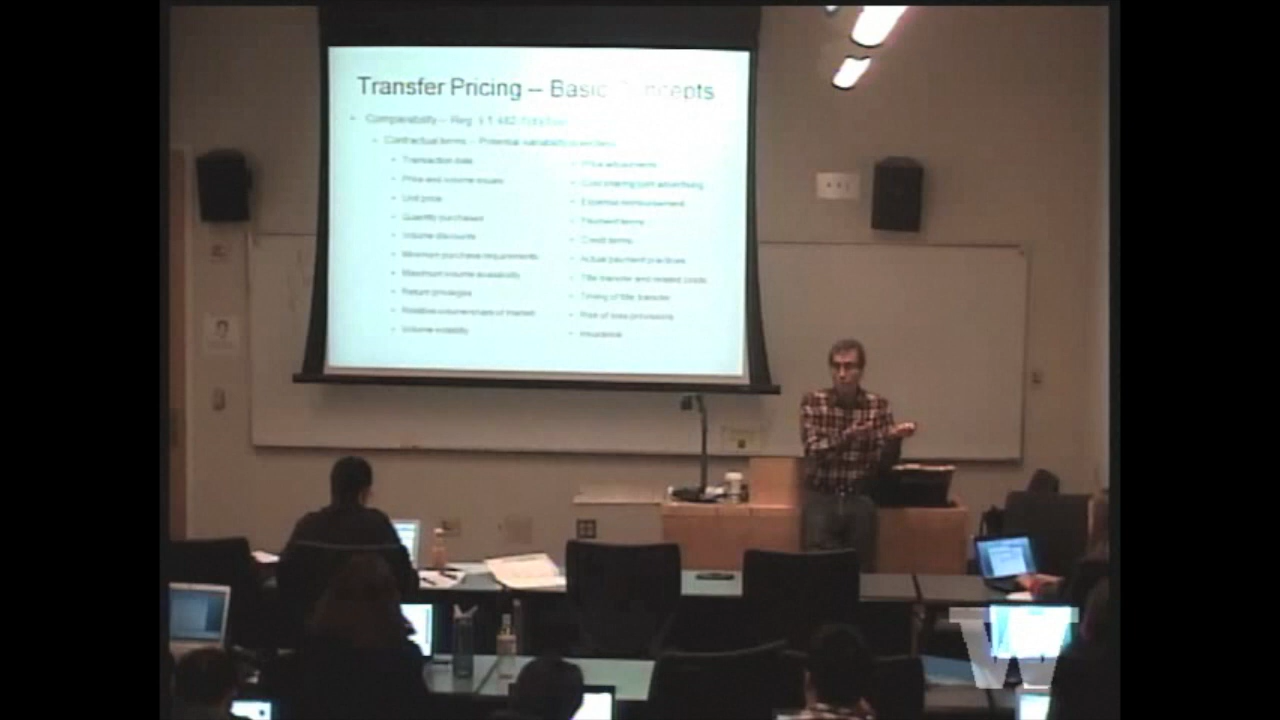 Transfer Pricing – Basic Concepts
Comparability – Reg. § 1.482
Contractual terms – Potential
Transaction date
Price and volume issues
Unit price
Quantity purchased
Volume discounts
Minimum purchase requirements
Maximum volume availability
Return privileges
Relative volume/share of market
Volume volatility
Price adjustments
Cost sharing joint advertising
Expense reimbursement
Payment terms
Credit terms
Actual payment practices
Title transfer and related costs
Timing of title transfer
Risk of loss provisions
Insurance
W